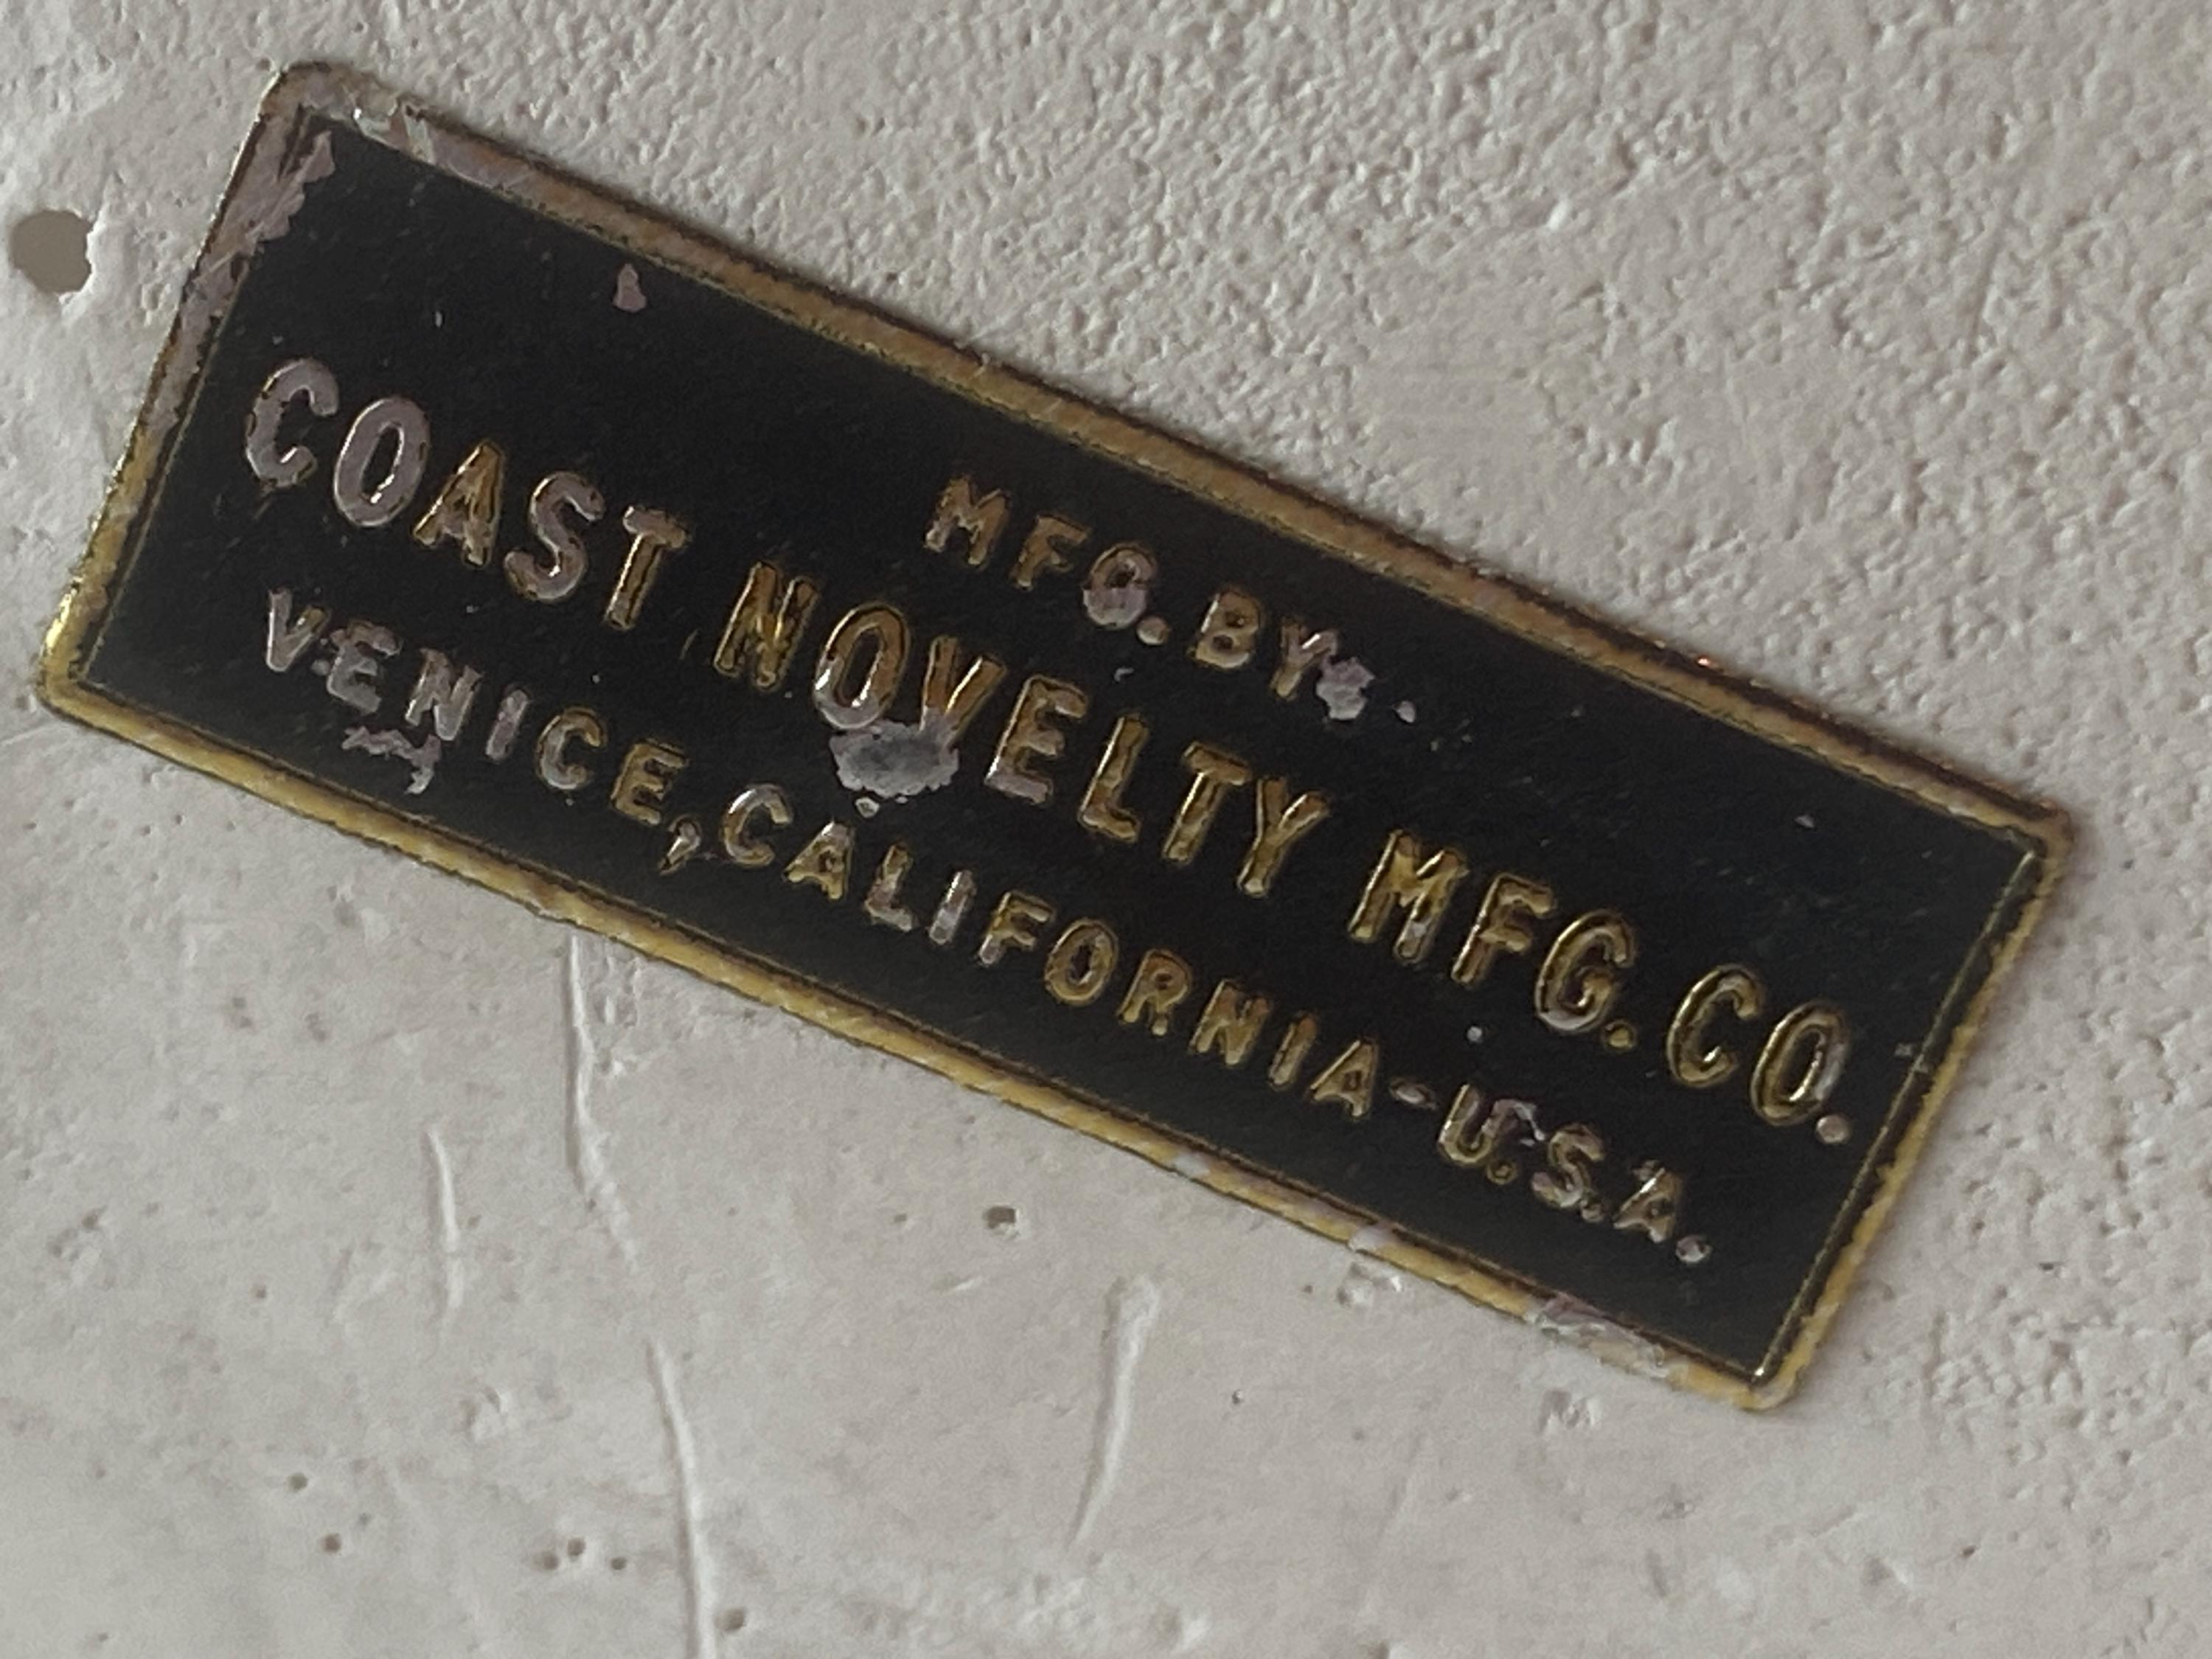 MFG. BY
COAST NOVELTY MFG. CO.
VENICE, CALIFORNIA-U.S.A.